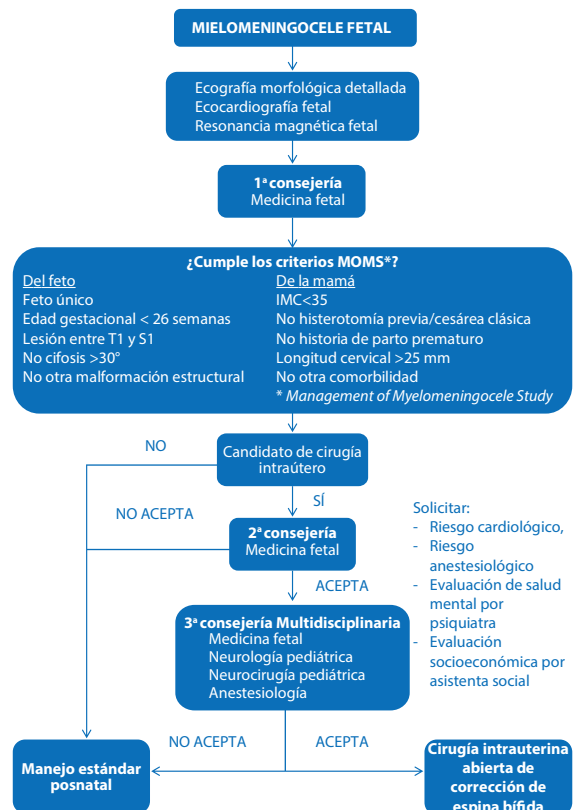 MIELOMENINGOCELE FETAL
Ecografía morfológica detallada
Ecocardiografía fetal
Resonancia magnética fetal
1ª consejería
Medicina fetal
¿Cumple los criterios MOMS*?
Del feto
Feto único
Edad gestacional < 26 semanas
Lesión entre T1 y S1
No cifosis >30°
No otra malformación estructural
De la mamá
IMC<35
No histerotomía previa/cesárea clásica
No historia de parto prematuro
Longitud cervical >25 mm
No otra comorbilidad
* Management of Myelomeningocele Study
NO
Candidato de cirugía
intraútero
SÍ
NO ACEPTA
2ª consejería
Medicina fetal
ACEPTA
Solicitar:
- Riesgo cardiológico,
- Riesgo
anestesiológico
- Evaluación de salud
mental por
psiquiatra
- Evaluación
socioeconómica por
asistenta social
3ª consejería Multidisciplinaria
Medicina fetal
Neurología pediátrica
Neurocirugía pediátrica
Anestesiología
NO ACEPTA
ACEPTA
Manejo estándar
posnatal
Cirugía intrauterina
abierta de
corrección de
espina bífida